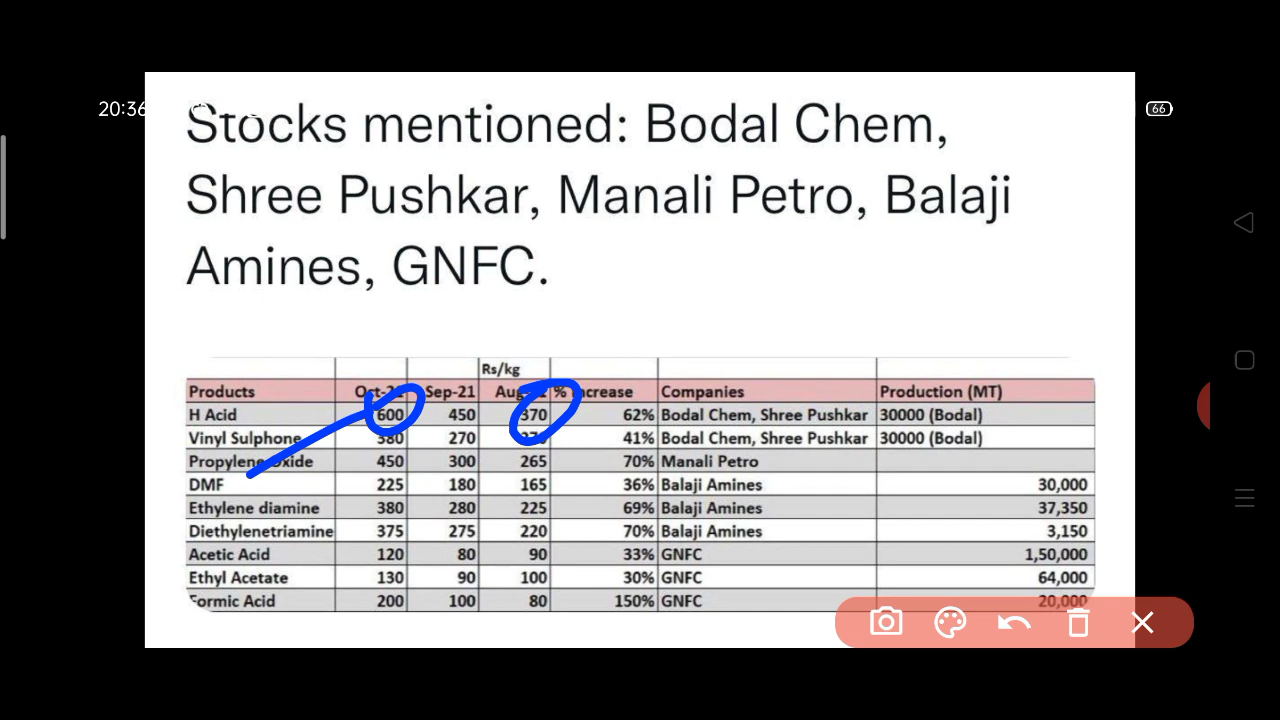 20:36
66
Stocks mentioned: Bodal Chem,
Shree Pushkar, Manali Petro, Balaji
Amines, GNFC.
Rs/kg
Products Sep-21 % Increase Companies Production (MT)
H Acid 600 450 370 62% Bodal Chem, Shree Pushkar 30000 (Bodal)
Vinyl Sulphone 380 270 41% Bodal Chem, Shree Pushkar 30000 (Bodal)
Propylene Oxide 450 300 265 70% Manali Petro
DMF 225 180 165 36% Balaji Amines 30,000
Ethylene diamine 380 280 225 69% Balaji Amines 37,350
Diethylenetriamine 375 275 220 70% Balaji Amines 3,150
Acetic Acid 120 80 90 33% GNFC 1,50,000
Ethyl Acetate 130 90 100 30% GNFC 64,000
Formic Acid 200 100 80 150% GNFC 20,000